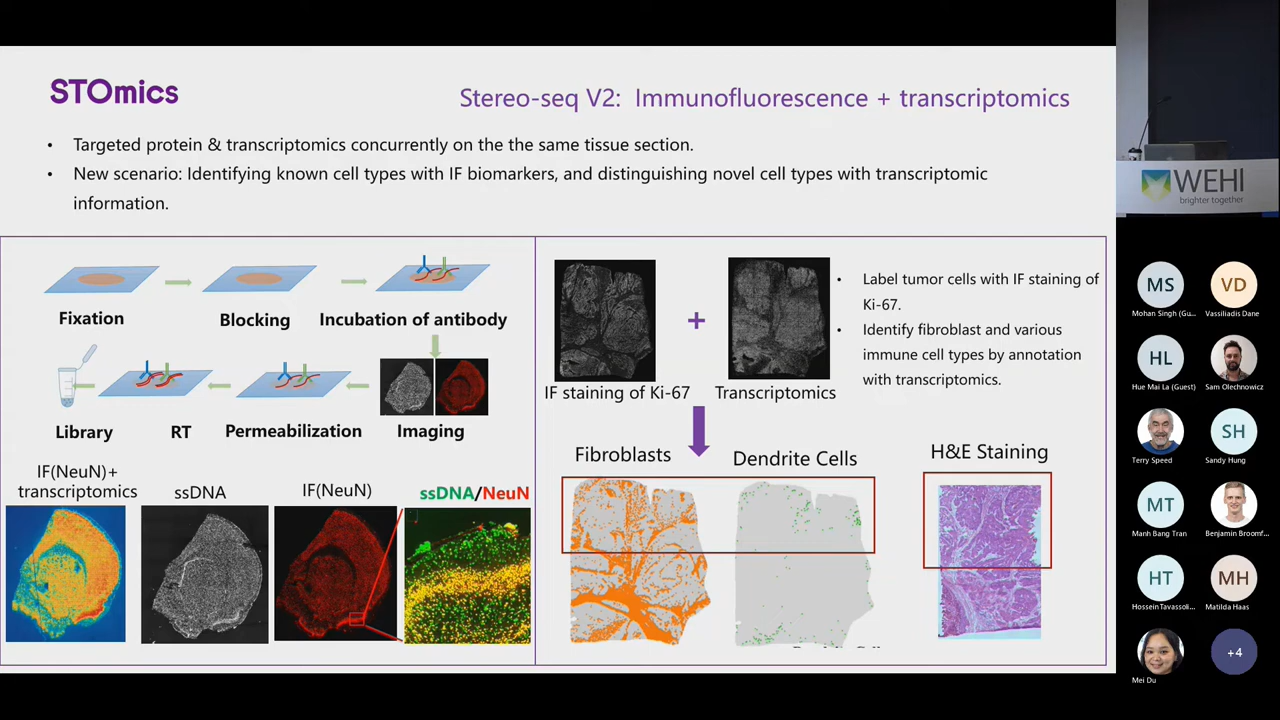 STOmics
Stereo-seq V2: Immunofluorescence + transcriptomics
• Targeted protein & transcriptomics concurrently on the the same tissue section.
• New scenario: Identifying known cell types with IF biomarkers, and distinguishing novel cell types with transcriptomic
information.
Fixation
Blocking
Incubation of antibody
Library
RT
Permeabilization
Imaging
IF(NeuN)+
transcriptomics
ssDNA
IF(NeuN)
ssDNA/NeuN
+
IF staining of Ki-67
Transcriptomics
• Label tumor cells with IF staining of
Ki-67.
• Identify fibroblast and various
immune cell types by annotation
with transcriptomics.
Fibroblasts
Dendrite Cells
H&E Staining
WEHI
brighter together
MS
Mohan Singh (Gu...
VD
Vassiliadis Dane
HL
Hue Mai La (Guest)
Sam Olechnowicz
Terry Speed
SH
Sandy Hung
MT
Manh Bang Tran
Benjamin Broomf...
HT
Hossein Tavassoli...
MH
Matilda Haas
Mei Du
+4